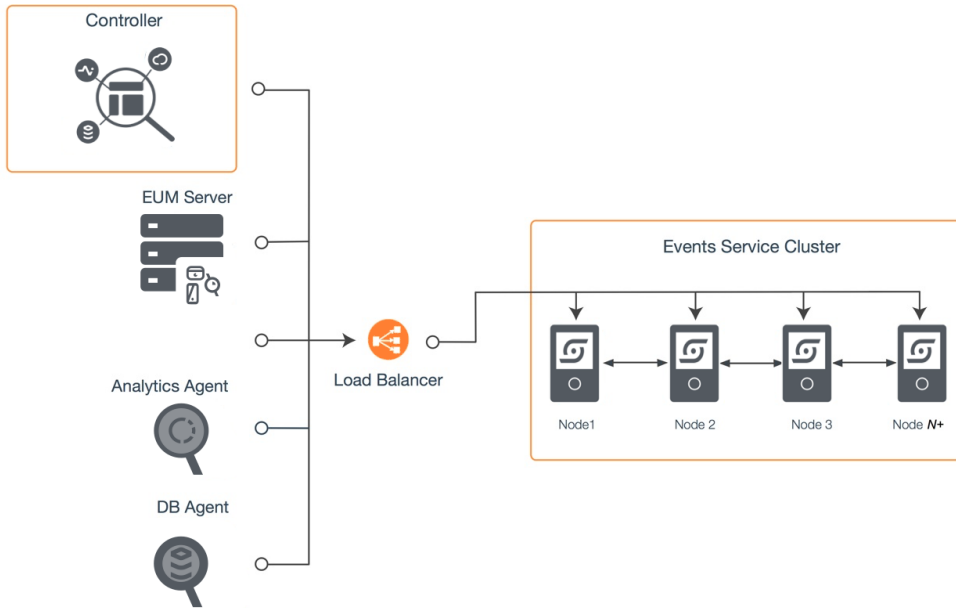 Controller
EUM Server
Events Service Cluster
Load Balancer
Analytics Agent
Node1
Node 2
Node 3
Node N+
DB Agent